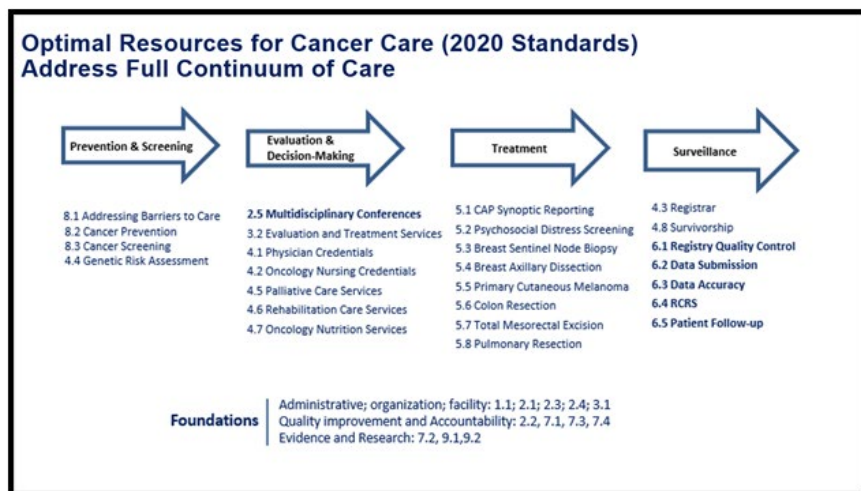 Optimal Resources for Cancer Care (2020 Standards)
Address Full Continuum of Care
Prevention & Screening
8.1 Addressing Barriers to Care
8.2 Cancer Prevention
8.3 Cancer Screening
4.4 Genetic Risk Assessment
Evaluation &
Decision-Making
2.5 Multidisciplinary Conferences
3.2 Evaluation and Treatment Services
4.1 Physician Credentials
4.2 Oncology Nursing Credentials
4.5 Palliative Care Services
4.6 Rehabilitation Care Services
4.7 Oncology Nutrition Services
Treatment
5.1 CAP Synoptic Reporting
5.2 Psychosocial Distress Screening
5.3 Breast Sentinel Node Biopsy
5.4 Breast Axillary Dissection
5.5 Primary Cutaneous Melanoma
5.6 Colon Resection
5.7 Total Mesorectal Excision
5.8 Pulmonary Resection
Surveillance
4.3 Registrar
4.8 Survivorship
6.1 Registry Quality Control
6.2 Data Submission
6.3 Data Accuracy
6.4 RCRS
6.5 Patient Follow-up
Foundations
Administrative; organization; facility: 1.1; 2.1; 2.3; 2.4; 3.1
Quality improvement and Accountability: 2.2, 7.1, 7.3, 7.4
Evidence and Research: 7.2, 9.1,9.2